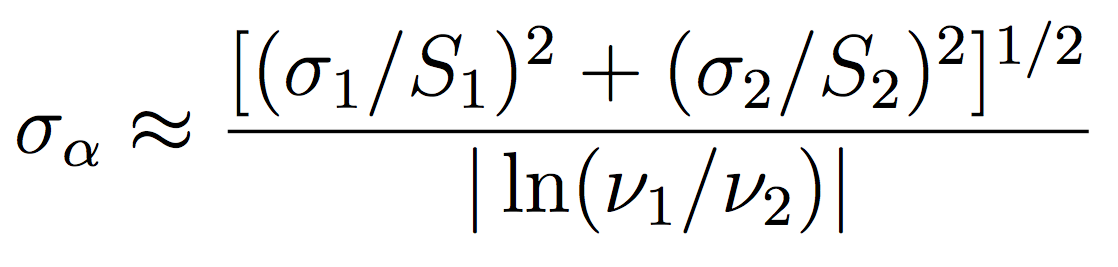 σ_α ≈ [(σ_1/S_1)^2 + (σ_2/S_2)^2]^{1/2} / |ln(ν_1/ν_2)|